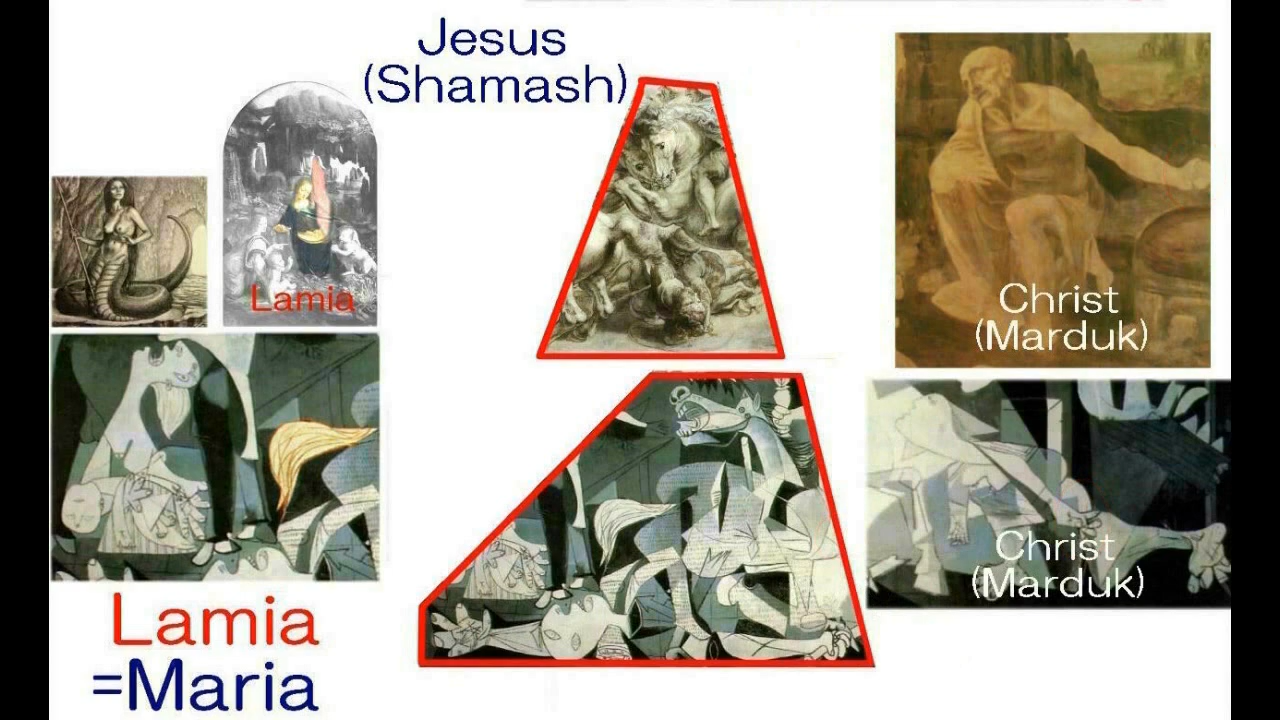 Jesus
(Shamash)
Lamia
Christ
(Marduk)
Christ
(Marduk)
Lamia
=Maria